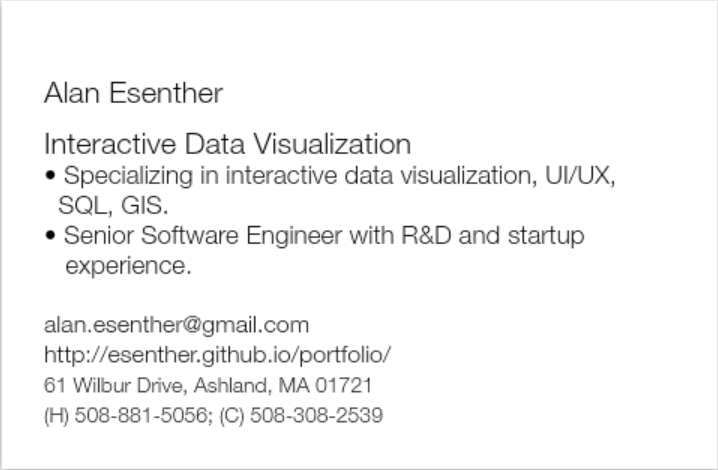 Alan Esenther
Interactive Data Visualization
• Specializing in interactive data visualization, UI/UX,
SQL, GIS.
• Senior Software Engineer with R&D and startup
experience.
alan.esenther@gmail.com
http://esenther.github.io/portfolio/
61 Wilbur Drive, Ashland, MA 01721
(H) 508-881-5056; (C) 508-308-2539